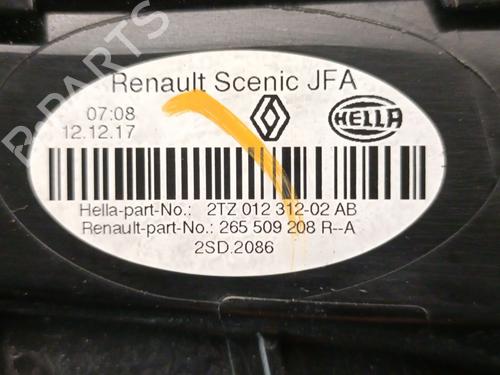 B-PARTS
Renault Scenic JFA
07:08
12.12.17
HELLA
Hella-part-No.: 2TZ 012 312-02 AB
Renault-part-No.: 265 509 208 R--A
2SD.2086